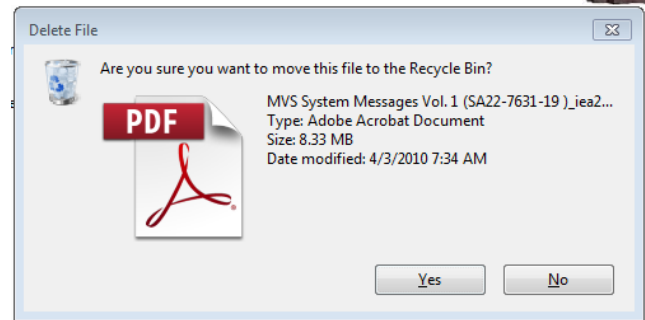 Delete File
Are you sure you want to move this file to the Recycle Bin?
PDF
MVS System Messages Vol. 1 (SA22-7631-19 )_iea2...
Type: Adobe Acrobat Document
Size: 8.33 MB
Date modified: 4/3/2010 7:34 AM
Yes
No